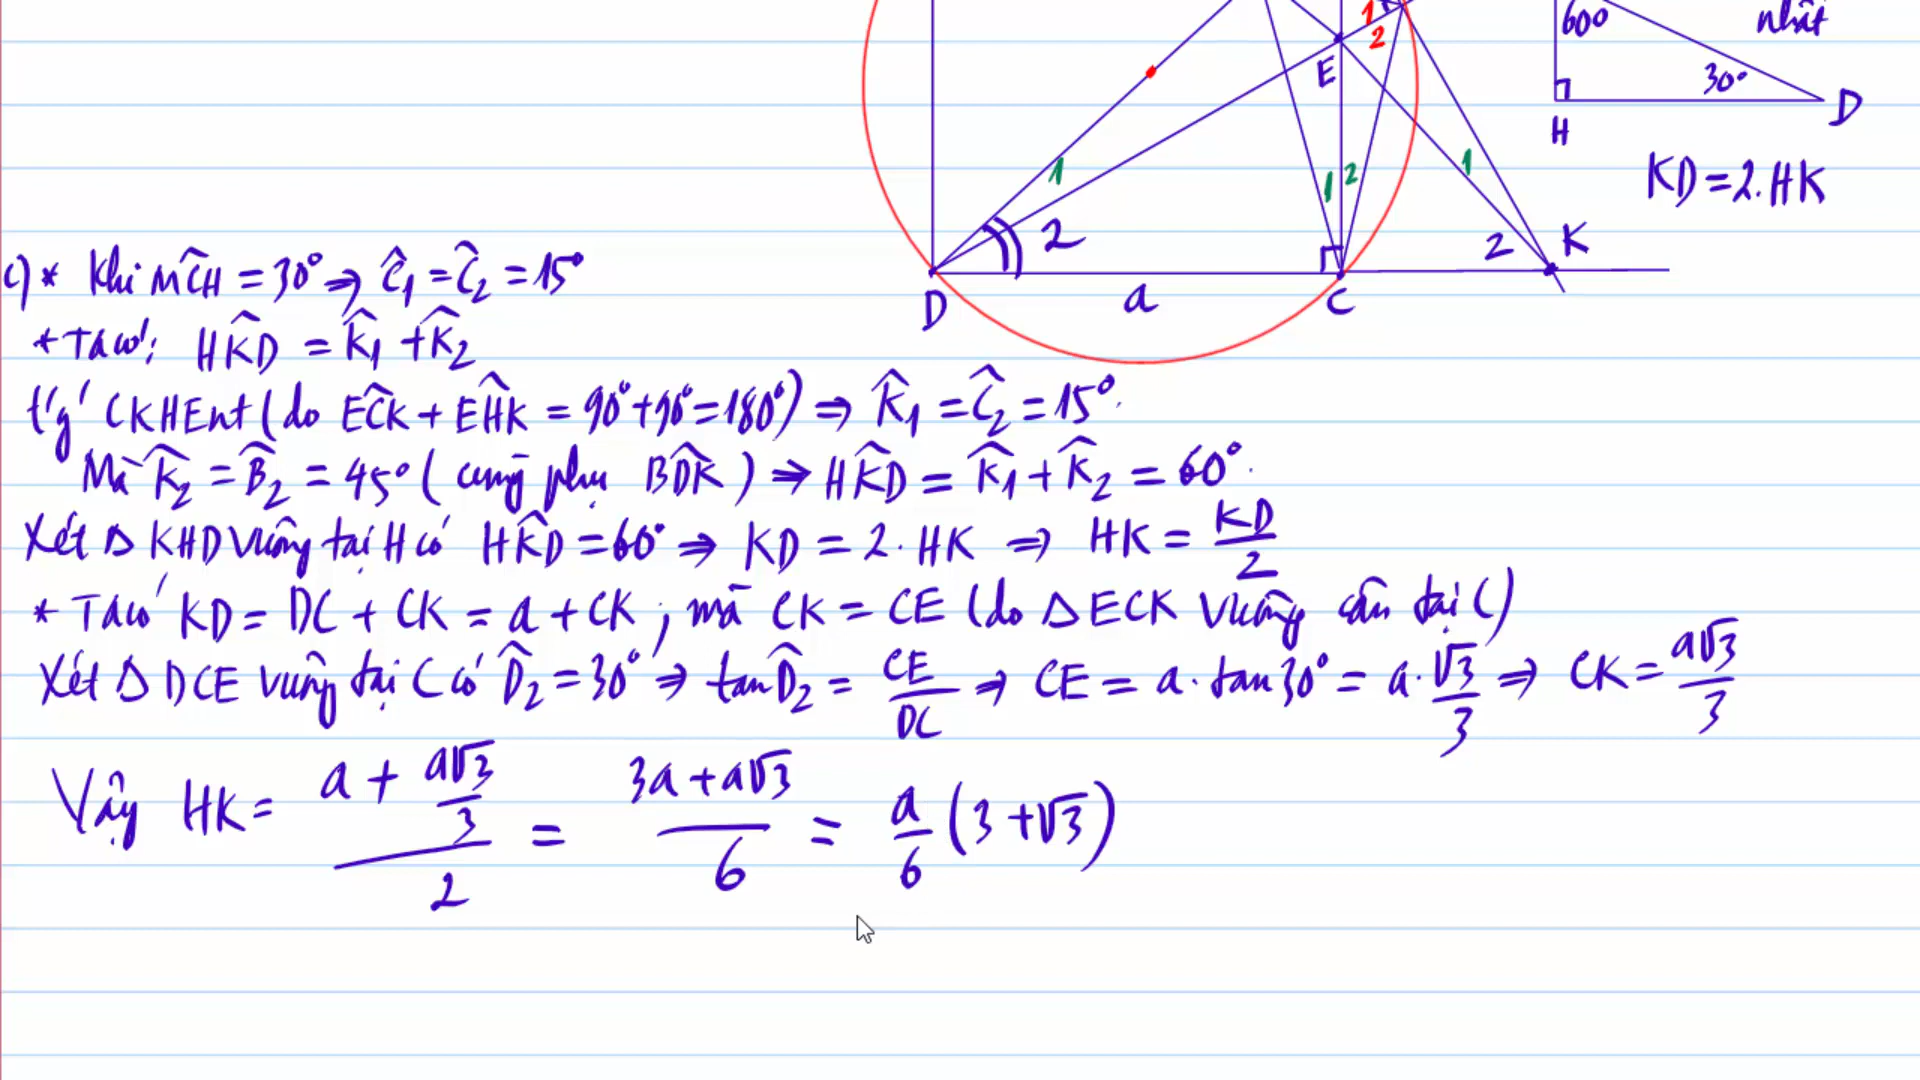 1
2
E
60°
nhất
30°
H
D
KD = 2.HK
1
2
1 2
1
2
K
D
a
C
c) * Khi MĈH = 30° ⇒ Ĉ₁ = Ĉ₂ = 15°
* Ta có: HK̂D = K̂₁ + K̂₂
t/g CKHE nt (do EĈK + EĤK = 90° + 90° = 180°) ⇒ K̂₁ = Ĉ₂ = 15°.
Mà K̂₂ = B̂₂ = 45° (cùng phụ BD̂K) ⇒ HK̂D = K̂₁ + K̂₂ = 60°.
Xét Δ KHD vuông tại H có HK̂D = 60° ⇒ KD = 2.HK ⇒ HK = KD/2
* Ta có KD = DC + CK = a + CK, mà CK = CE (do Δ ECK vuông cân tại C)
Xét Δ DCE vuông tại C có D̂₂ = 30° ⇒ tan D̂₂ = CE/DC ⇒ CE = a . tan 30° = a . √3/3 ⇒ CK = a√3/3
Vậy HK = (a + a√3/3)/2 = (3a + a√3)/6 = a/6 (3 + √3)